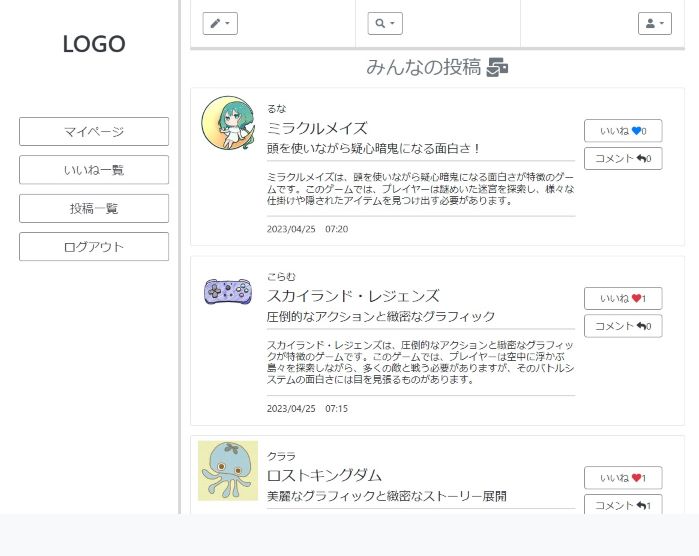 LOGO
マイページ
いいね一覧
投稿一覧
ログアウト
みんなの投稿
るな
ミラクルメイズ
頭を使いながら疑心暗鬼になる面白さ！
ミラクルメイズは、頭を使いながら疑心暗鬼になる面白さが特徴のゲー
ムです。このゲームでは、プレイヤーは謎めいた迷宮を探索し、様々な
仕掛けや隠されたアイテムを見つけ出す必要があります。
2023/04/25 07:20
いいね 0
コメント 0
こらむ
スカイランド・レジェンズ
圧倒的なアクションと緻密なグラフィック
スカイランド・レジェンズは、圧倒的なアクションと緻密なグラフィッ
クが特徴のゲームです。このゲームでは、プレイヤーは空中に浮かぶ
島々を探索しながら、多くの敵と戦う必要がありますが、そのバトルシ
ステムの面白さには目を見張るものがあります。
2023/04/25 07:15
いいね 1
コメント 0
クララ
ロストキングダム
美麗なグラフィックと緻密なストーリー展開
いいね 1
コメント 1